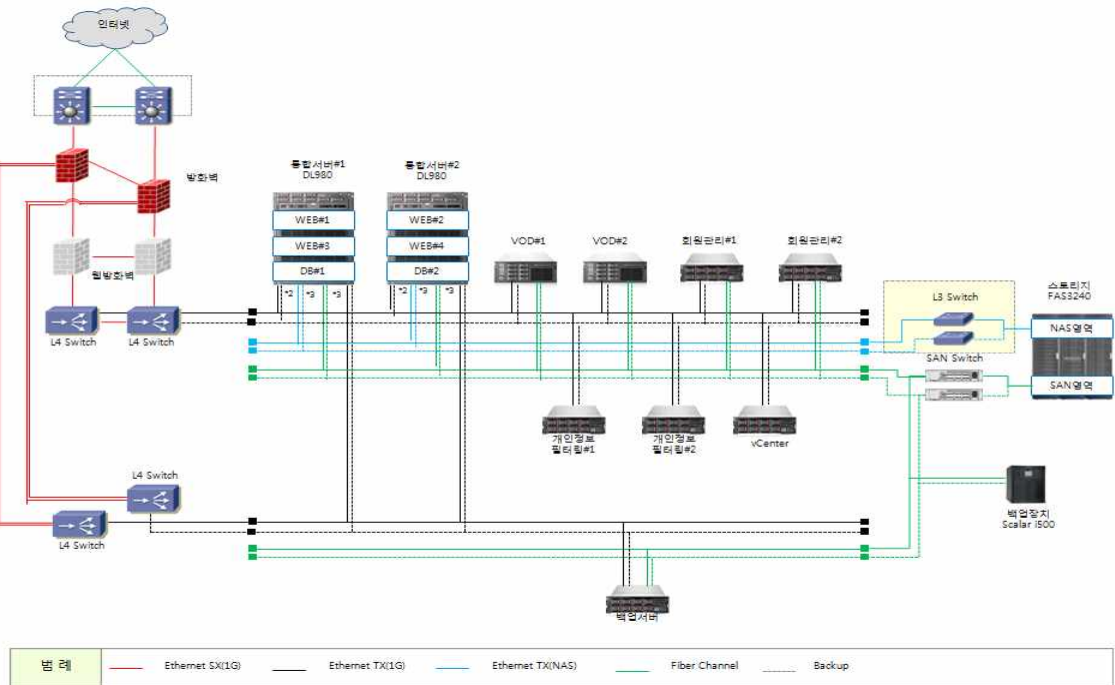 인터넷
방화벽
웹방화벽
L4 Switch
L4 Switch
통합서버#1
DL980
WEB#1
WEB#3
DB#1
통합서버#2
DL980
WEB#2
WEB#4
DB#2
*2
*3
*3
*2
*3
*3
VOD#1
VOD#2
회원관리#1
회원관리#2
L3 Switch
SAN Switch
스토리지
FAS3240
NAS영역
SAN영역
개인정보
필터링#1
개인정보
필터링#2
vCenter
L4 Switch
L4 Switch
백업장치
Scalar i500
백업서버
범 례
Ethernet SX(1G)
Ethernet TX(1G)
Ethernet TX(NAS)
Fiber Channel
Backup